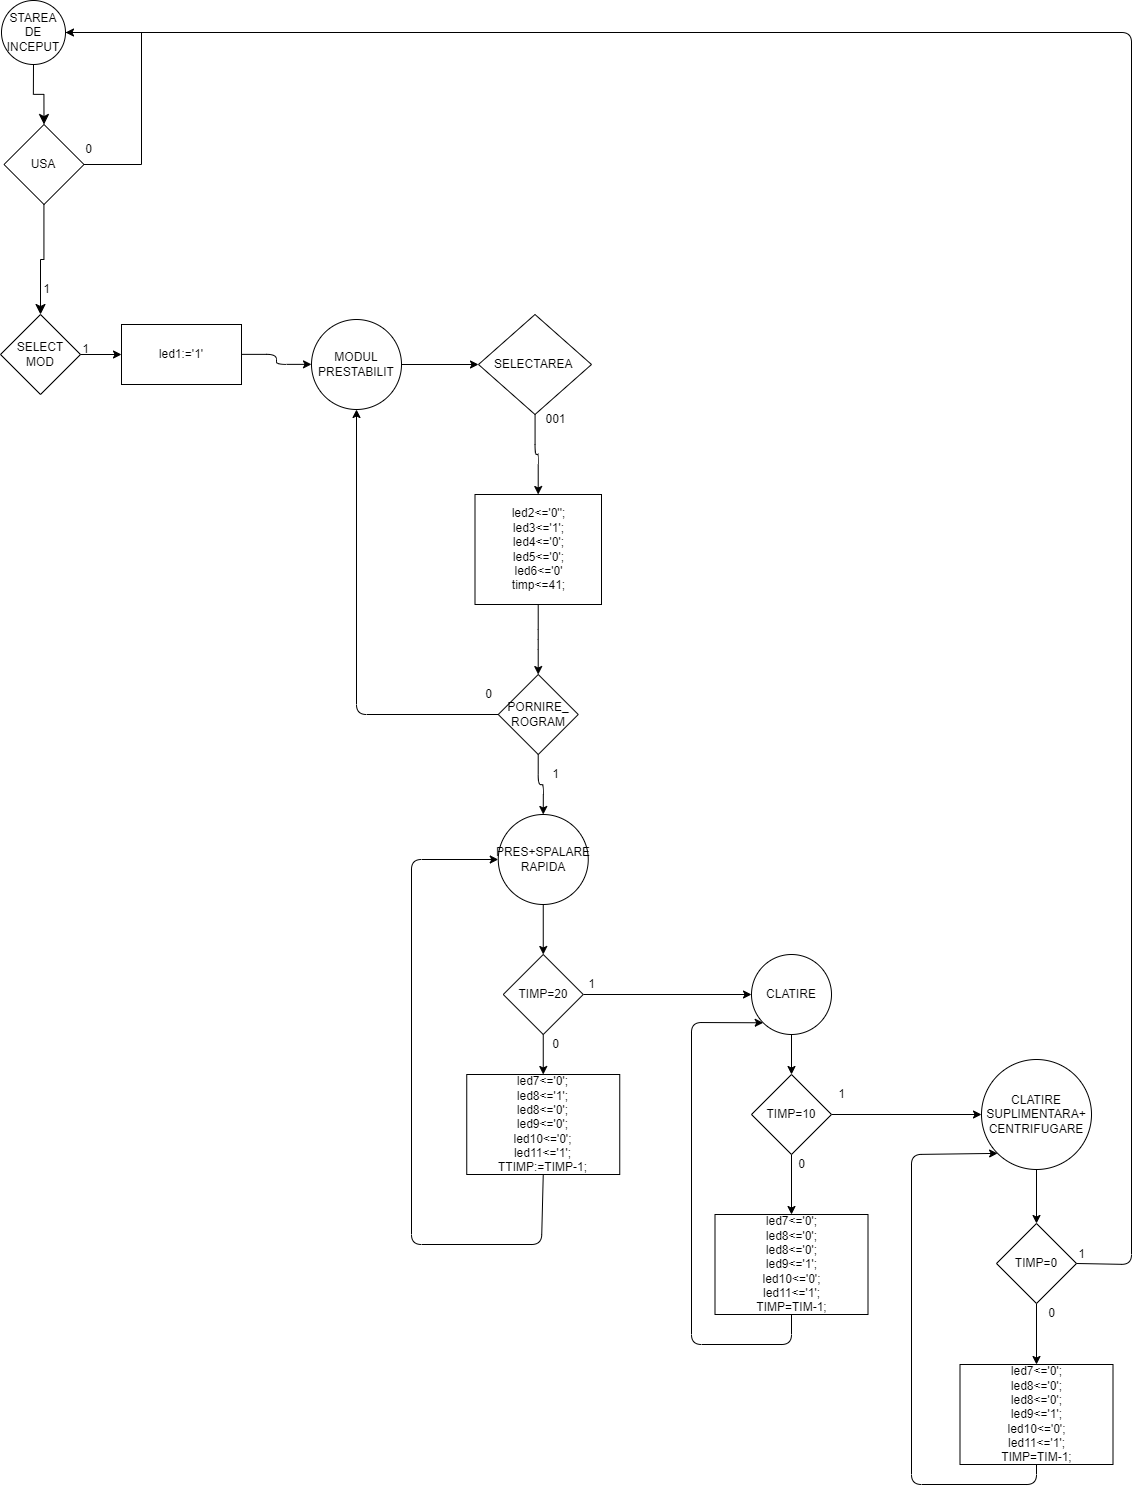 STAREA
DE
INCEPUT
USA
0
1
SELECT
MOD
1
led1:='1'
MODUL
PRESTABILIT
SELECTAREA
001
led2<='0'';
led3<='1';
led4<='0';
led5<='0';
led6<='0'
timp<=41;
0
PORNIRE_
ROGRAM
1
PRES+SPALARE
RAPIDA
TIMP=20
1
0
led7<='0';
led8<='1';
led8<='0';
led9<='0';
led10<='0';
led11<='1';
TTIMP:=TIMP-1;
CLATIRE
TIMP=10
1
0
led7<='0';
led8<='0';
led8<='0';
led9<='1';
led10<='0';
led11<='1';
TIMP=TIM-1;
CLATIRE
SUPLIMENTARA+
CENTRIFUGARE
TIMP=0
1
0
led7<='0';
led8<='0';
led8<='0';
led9<='1';
led10<='0';
led11<='1';
TIMP=TIM-1;